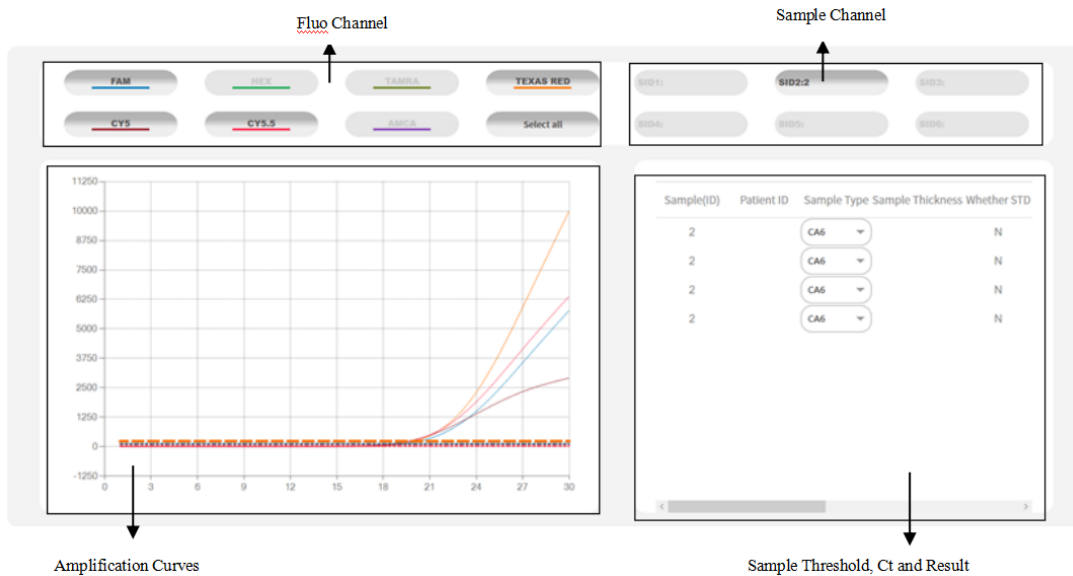 Fluo Channel
Sample Channel
FAM HEX TAMRA TEXAS RED
CY5 CY5.5 AMCA Select all
SID1: SID2:2 SID3:
SID4: SID5: SID6:
11250
10000
8750
7500
6250
5000
3750
2500
1250
0
-1250
0 3 6 9 12 15 18 21 24 27 30
Sample(ID) Patient ID Sample Type Sample Thickness Whether STD
2 CA6 N
2 CA6 N
2 CA6 N
2 CA6 N
Amplification Curves
Sample Threshold, Ct and Result